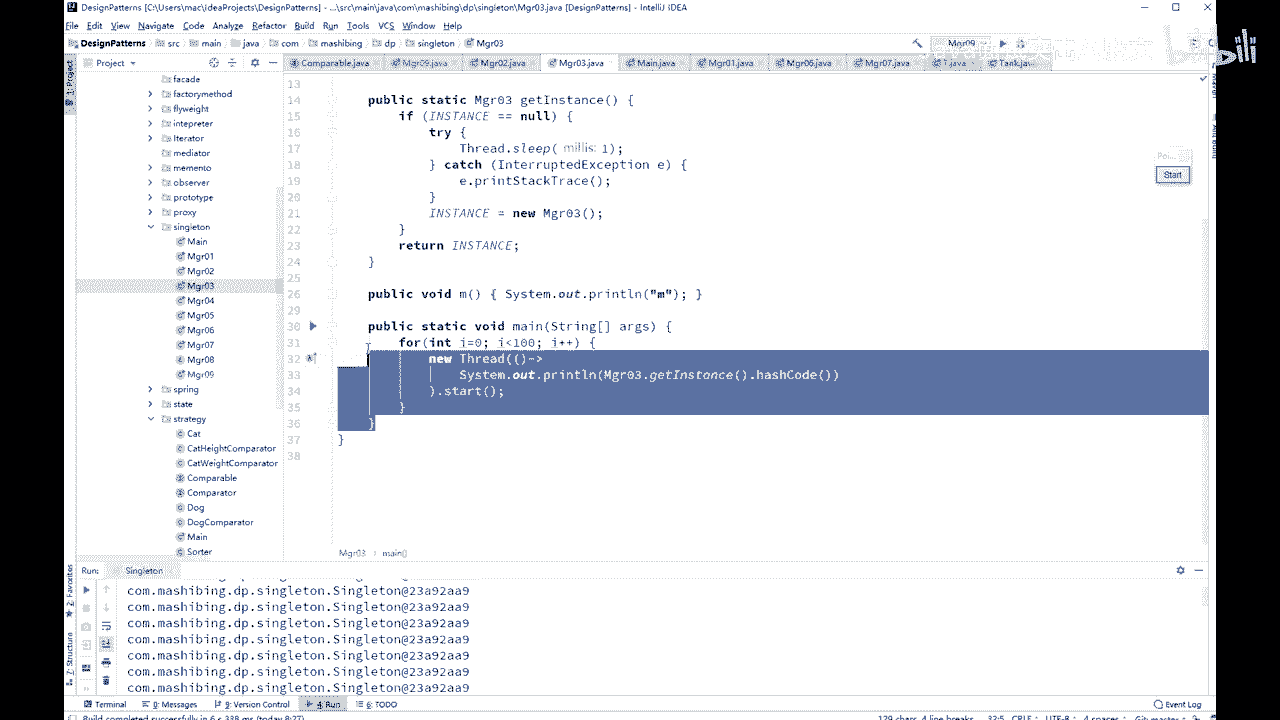 DesignPatterns [C:\Users\mac\IdeaProjects\DesignPatterns] - ...\src\main\java\com\mashibing\dp\singleton\Mgr03.java [DesignPatterns] - IntelliJ IDEA
File Edit View Navigate Code Analyze Refactor Build Run Tools VCS Window Help
DesignPatterns src main java com mashibing dp singleton Mgr03
Mgr09
bilibili
Project
Comparable.java Mgr02.java Mgr03.java Main.java Mgr01.java Mgr06.java Mgr07.java T.java Tank.java
1: Project
facade
factorymethod
flyweight
intepreter
Iterator
mediator
memento
observer
prototype
proxy
singleton
Main
Mgr01
Mgr02
Mgr03
Mgr04
Mgr05
Mgr06
Mgr07
Mgr08
Mgr09
spring
state
strategy
Cat
CatHeightComparator
CatWeightComparator
Comparable
Comparator
Dog
DogComparator
Main
Sorter
13
14 public static Mgr03 getInstance() {
15 if (INSTANCE == null) {
16 try {
17 Thread.sleep( millis: 1);
18 } catch (InterruptedException e) {
19 e.printStackTrace();
20 }
21 INSTANCE = new Mgr03();
22 }
23 return INSTANCE;
24 }
25
26 public void m() { System.out.println("m"); }
29
30 public static void main(String[] args) {
31 for(int i=0; i<100; i++) {
32 new Thread(()->
33 System.out.println(Mgr03.getInstance().hashCode())
34 ).start();
35 }
36 }
37 }
38
Start
Mgr03 main()
Run: Singleton
com.mashibing.dp.singleton.Singleton@23a92aa9
com.mashibing.dp.singleton.Singleton@23a92aa9
com.mashibing.dp.singleton.Singleton@23a92aa9
com.mashibing.dp.singleton.Singleton@23a92aa9
com.mashibing.dp.singleton.Singleton@23a92aa9
com.mashibing.dp.singleton.Singleton@23a92aa9
com.mashibing.dp.singleton.Singleton@23a92aa9
2: Favorites
7: Structure
Terminal 0: Messages 9: Version Control 4: Run 6: TODO Event Log
Build completed successfully in 6 s 338 ms (today 8:27) 129 chars, 4 line breaks 32:5 CRLF UTF-8 4 spaces Git: master